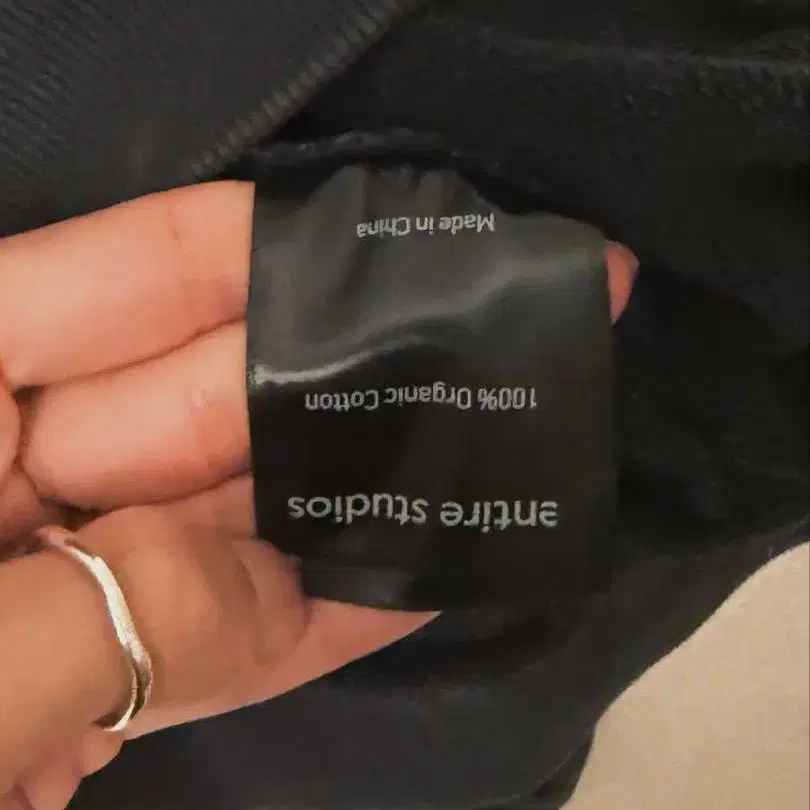 entire studios
100% Organic Cotton
Made in China